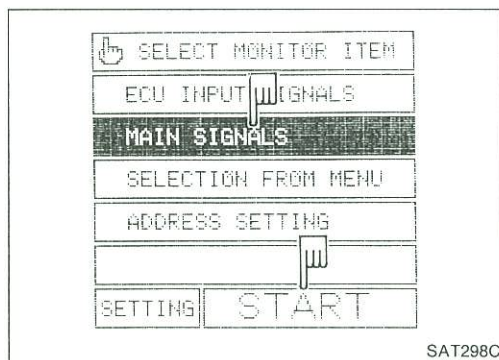 SELECT MONITOR ITEM
ECU INPUT SIGNALS
MAIN SIGNALS
SELECTION FROM MENU
ADDRESS SETTING
SETTING START
SAT298C